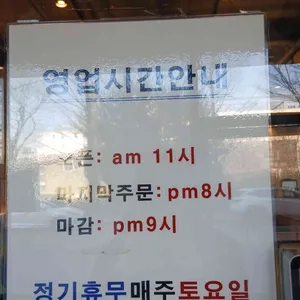 영업시간안내
오픈: am 11시
마지막주문: pm8시
마감: pm9시
정기휴무매주토요일